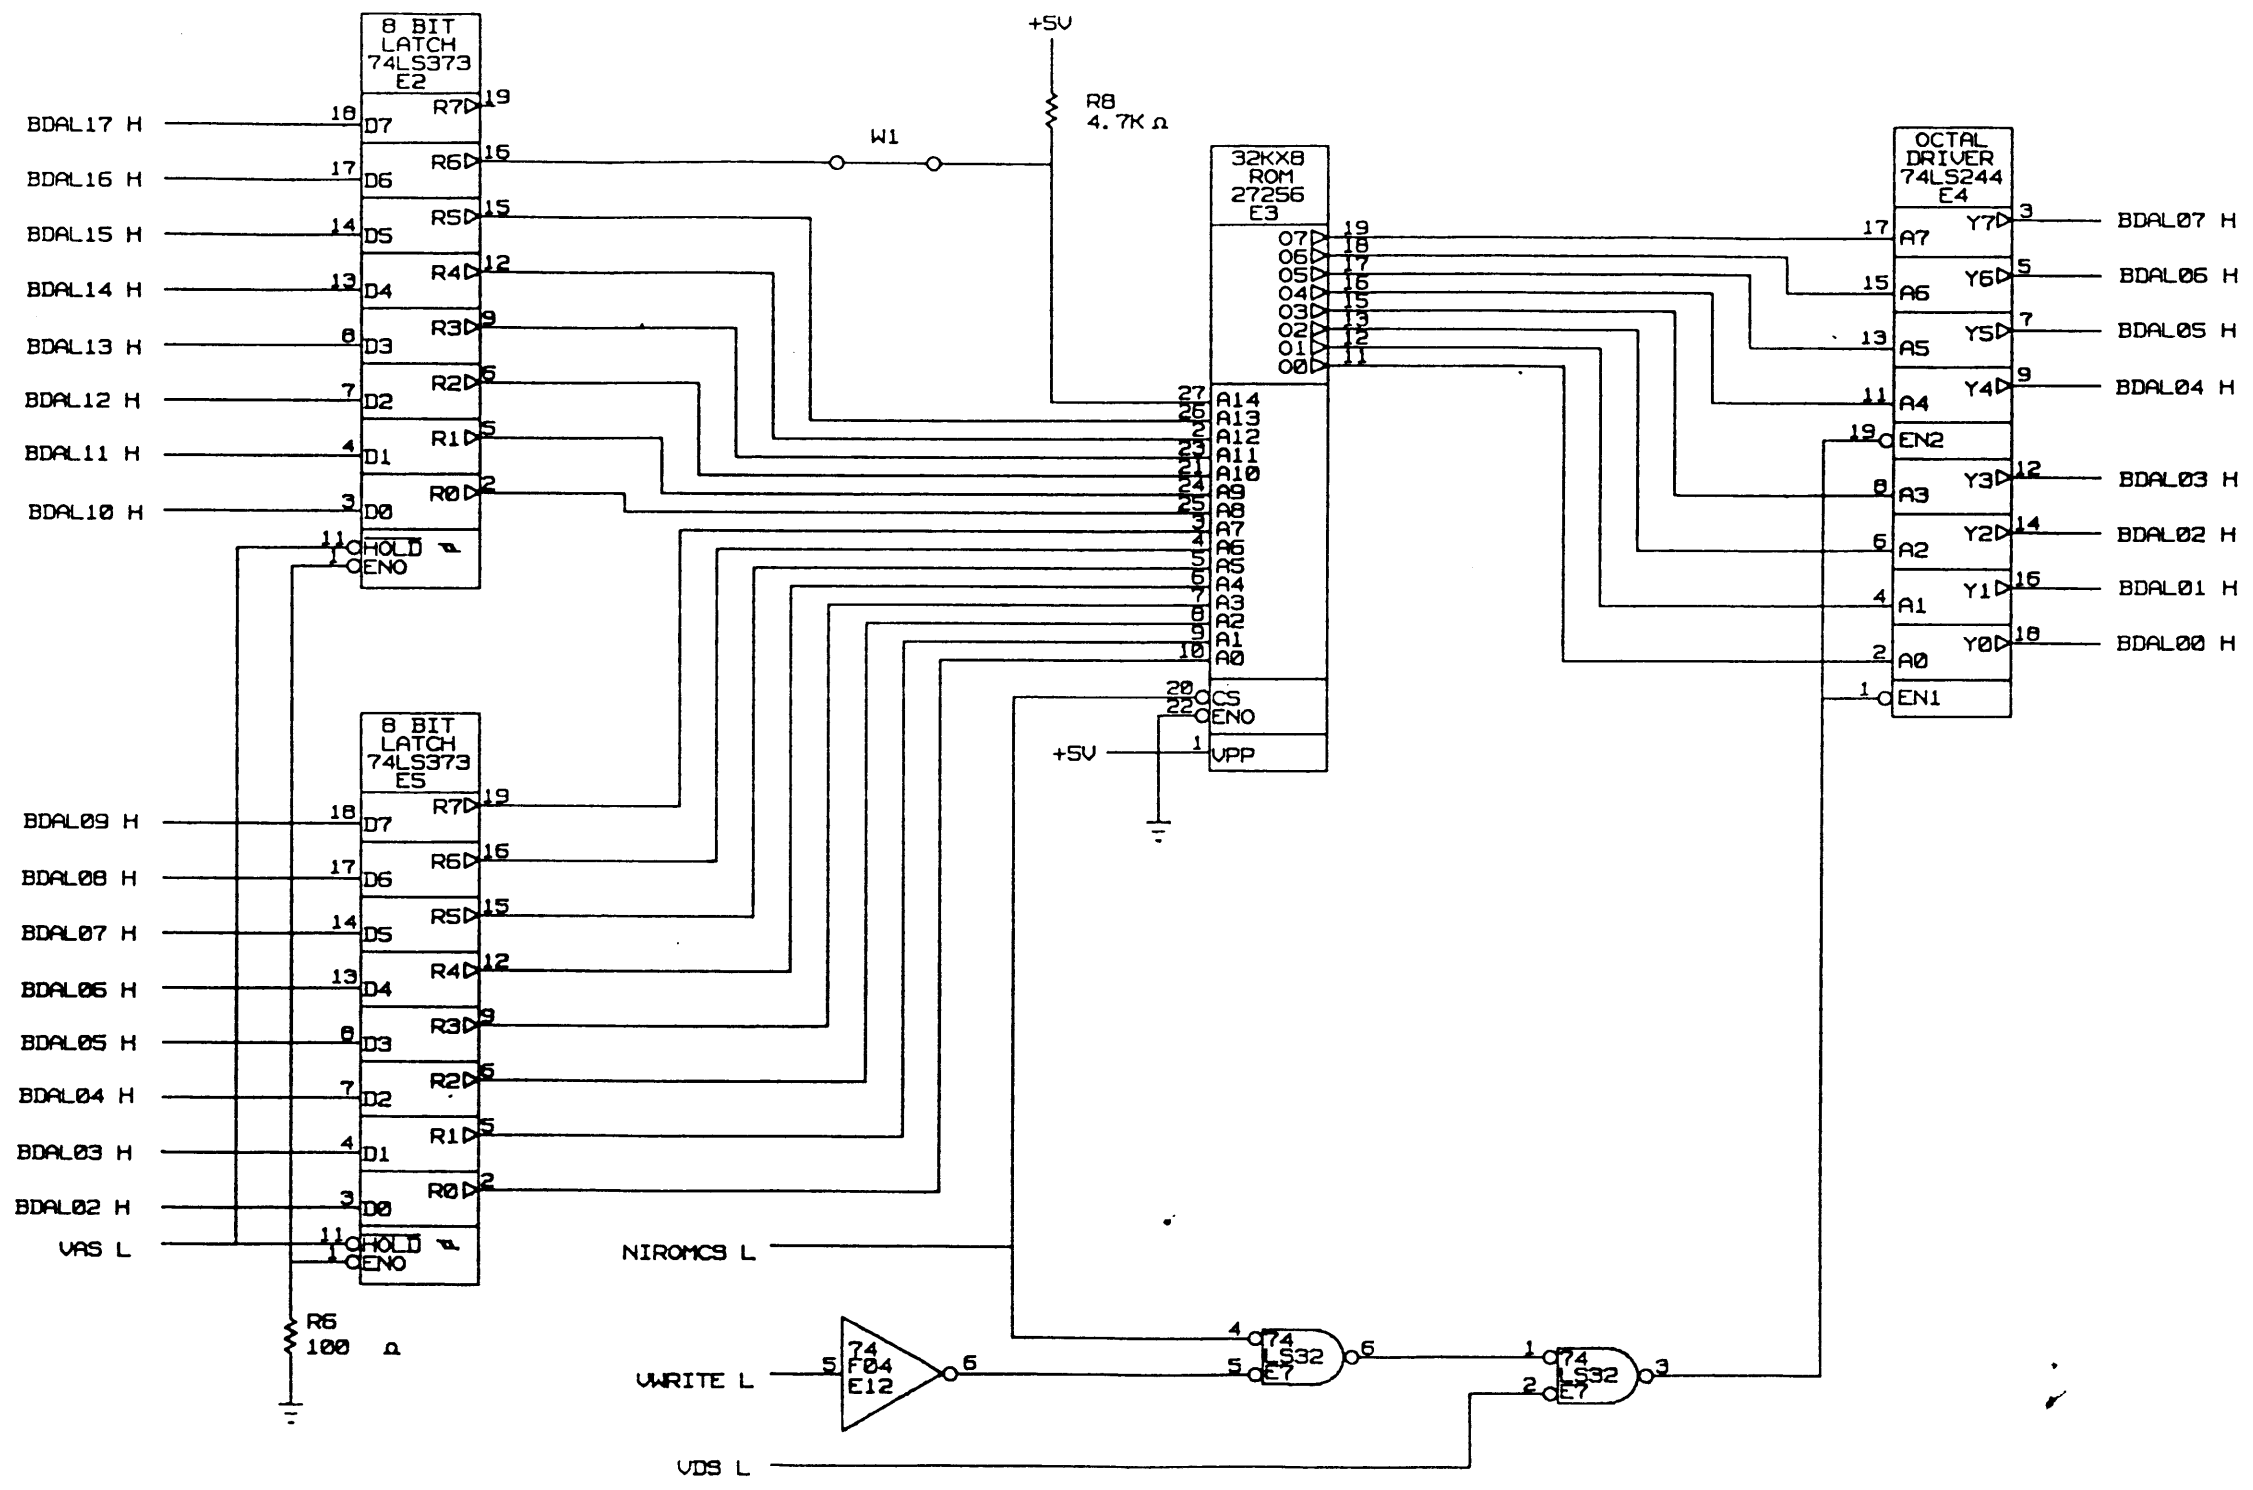 8 BIT
LATCH
74LS373
E2
BDAL17 H 18 D7 R7 19
BDAL16 H 17 D6 R6 16
BDAL15 H 14 D5 R5 15
BDAL14 H 13 D4 R4 12
BDAL13 H 8 D3 R3 9
BDAL12 H 7 D2 R2 6
BDAL11 H 4 D1 R1 5
BDAL10 H 3 D0 R0 2
11 HOLD
1 ENO
W1
+5V
R8
4.7K Ω
8 BIT
LATCH
74LS373
E5
BDAL09 H 18 D7 R7 19
BDAL08 H 17 D6 R6 16
BDAL07 H 14 D5 R5 15
BDAL06 H 13 D4 R4 12
BDAL05 H 8 D3 R3 9
BDAL04 H 7 D2 R2 6
BDAL03 H 4 D1 R1 5
BDAL02 H 3 D0 R0 2
VAS L 11 HOLD
1 ENO
R6
100 Ω
32KX8
ROM
27256
E3
O7 19
O6 18
O5 17
O4 16
O3 15
O2 13
O1 12
O0 11
27 A14
26 A13
2 A12
23 A11
21 A10
24 A9
25 A8
3 A7
4 A6
5 A5
6 A4
7 A3
8 A2
9 A1
10 A0
20 CS
22 ENO
+5V 1 VPP
OCTAL
DRIVER
74LS244
E4
17 A7 Y7 3 BDAL07 H
15 A6 Y6 5 BDAL06 H
13 A5 Y5 7 BDAL05 H
11 A4 Y4 9 BDAL04 H
19 EN2
8 A3 Y3 12 BDAL03 H
6 A2 Y2 14 BDAL02 H
4 A1 Y1 16 BDAL01 H
2 A0 Y0 18 BDAL00 H
1 EN1
NIROMCS L
VWRITE L 5
74
F04
E12
6
4 74
LS32 6
5 E7
1 74
LS32 3
2 E7
VDS L